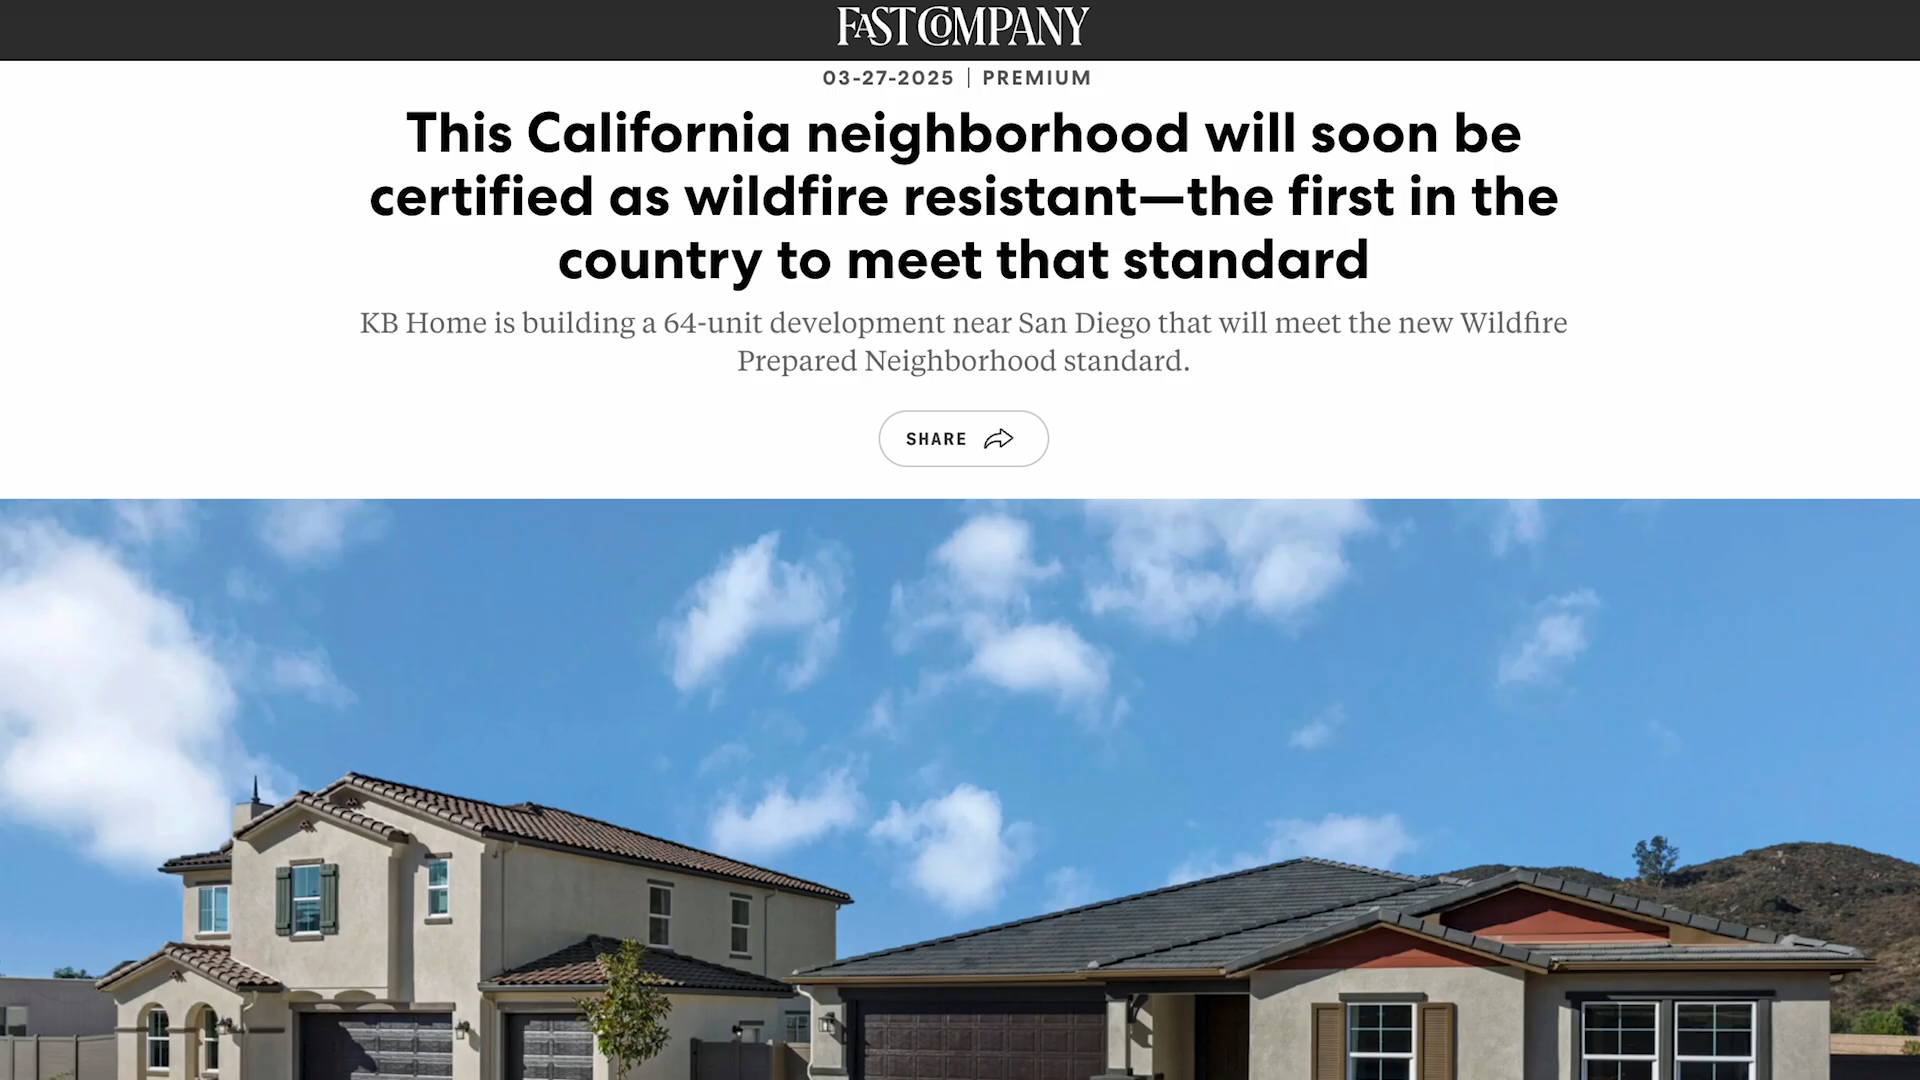 FAST COMPANY
03-27-2025 | PREMIUM
This California neighborhood will soon be
certified as wildfire resistant—the first in the
country to meet that standard
KB Home is building a 64-unit development near San Diego that will meet the new Wildfire
Prepared Neighborhood standard.
SHARE